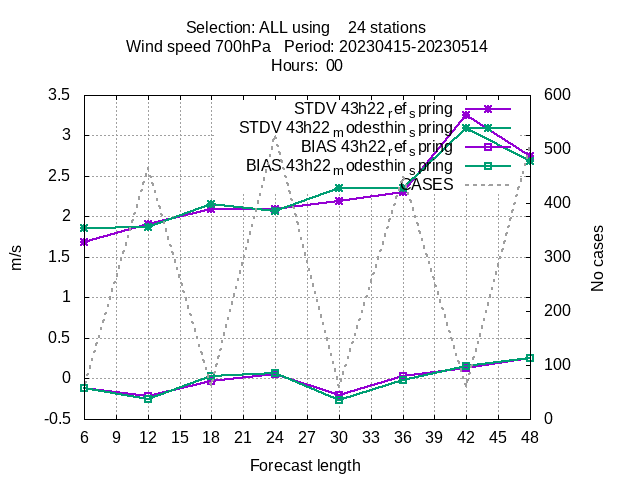 Selection: ALL using 24 stations
Wind speed 700hPa Period: 20230415-20230514
Hours: 00
STDV 43h22_ref_spring
STDV 43h22_modesthin_spring
BIAS 43h22_ref_spring
BIAS 43h22_modesthin_spring
CASES
3.5
3
2.5
2
1.5
1
0.5
0
-0.5
m/s
600
500
400
300
200
100
0
No cases
6 9 12 15 18 21 24 27 30 33 36 39 42 45 48
Forecast length